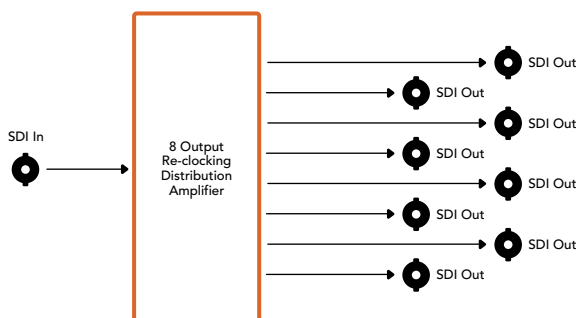 SDI In
8 Output
Re-clocking
Distribution
Amplifier
SDI Out
SDI Out
SDI Out
SDI Out
SDI Out
SDI Out
SDI Out
SDI Out